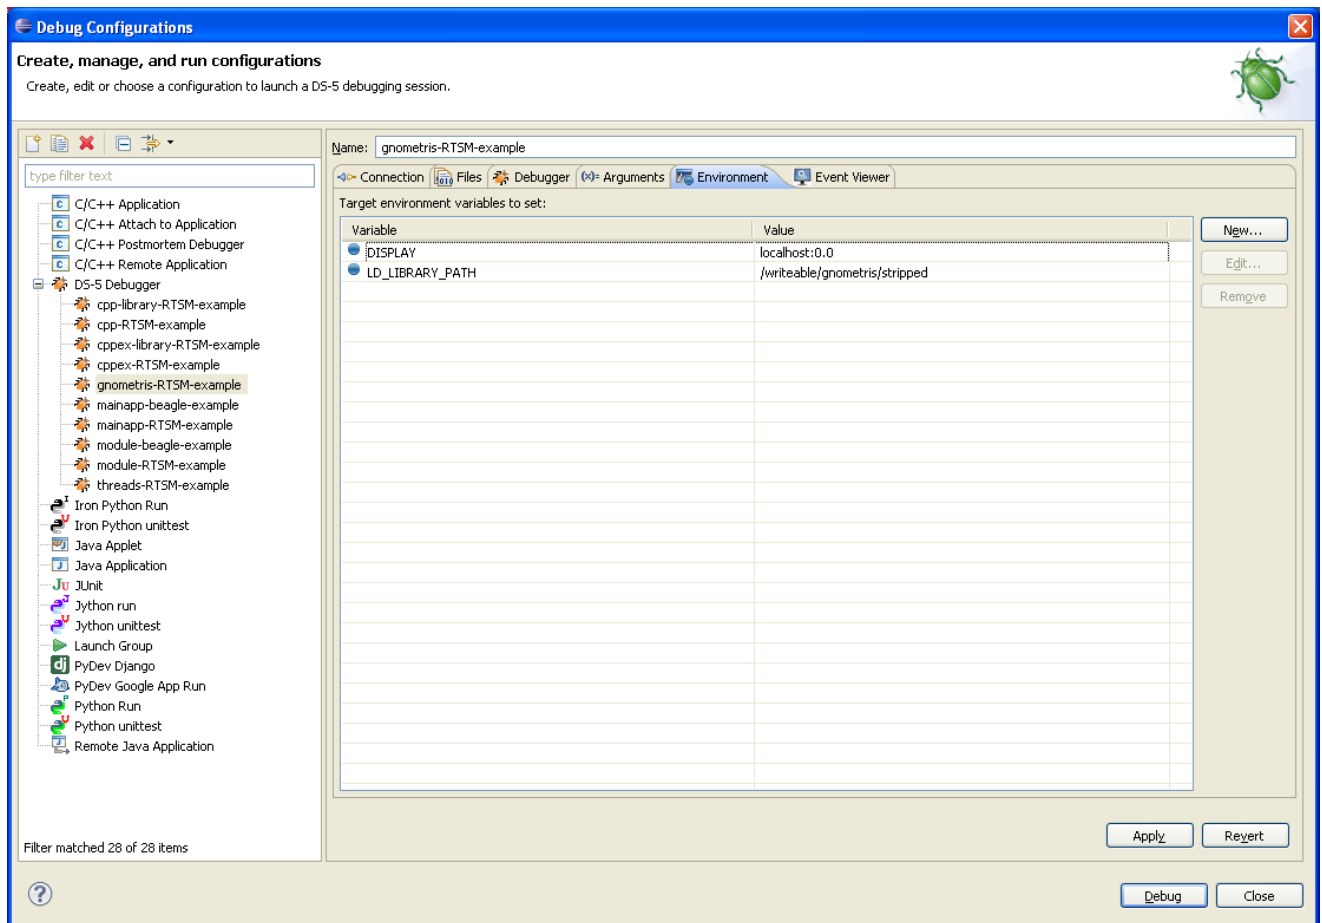 Debug Configurations
Create, manage, and run configurations
Create, edit or choose a configuration to launch a DS-5 debugging session.
type filter text
C/C++ Application
C/C++ Attach to Application
C/C++ Postmortem Debugger
C/C++ Remote Application
DS-5 Debugger
cpp-library-RTSM-example
cpp-RTSM-example
cppex-library-RTSM-example
cppex-RTSM-example
gnometris-RTSM-example
mainapp-beagle-example
mainapp-RTSM-example
module-beagle-example
module-RTSM-example
threads-RTSM-example
Iron Python Run
Iron Python unittest
Java Applet
Java Application
Ju JUnit
Jython run
Jython unittest
Launch Group
dj PyDev Django
PyDev Google App Run
Python Run
Python unittest
Remote Java Application
Filter matched 28 of 28 items
Name: gnometris-RTSM-example
Connection Files Debugger (x)= Arguments Environment Event Viewer
Target environment variables to set:
Variable Value
DISPLAY localhost:0.0
LD_LIBRARY_PATH /writeable/gnometris/stripped
New...
Edit...
Remove
Apply Revert
? Debug Close